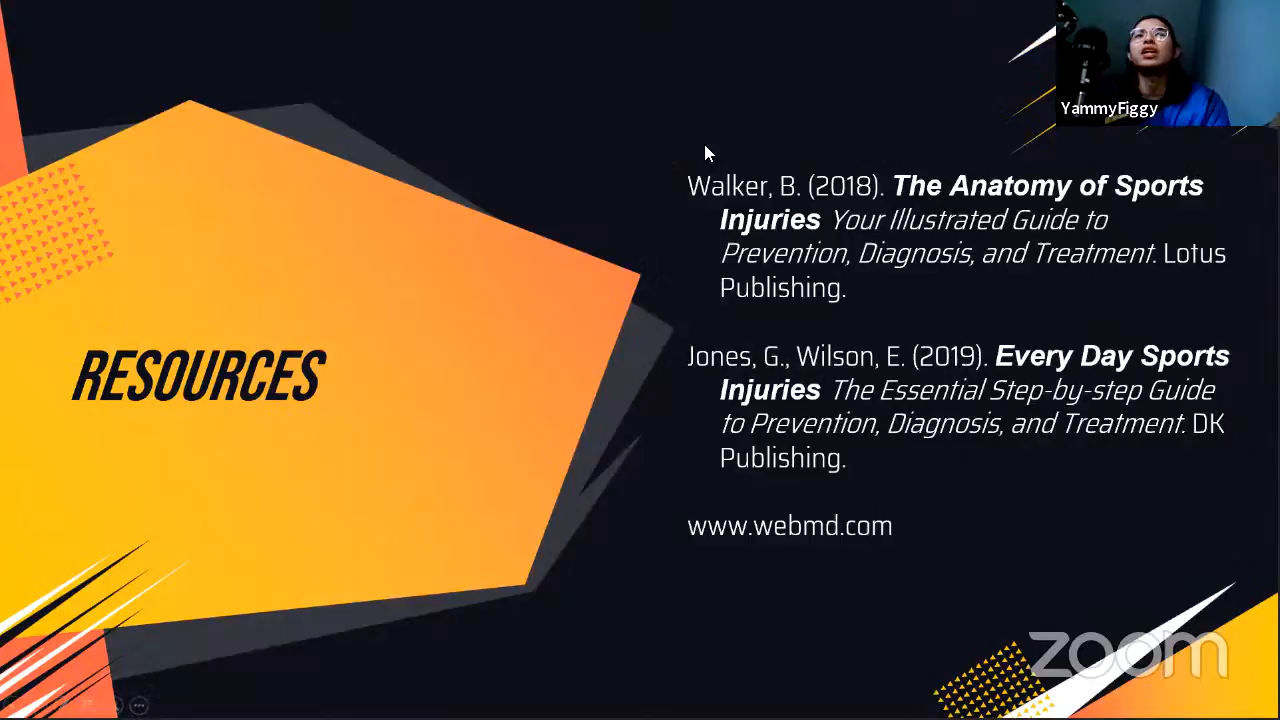 YammyFiggy
Walker, B. (2018). The Anatomy of Sports
Injuries Your Illustrated Guide to
Prevention, Diagnosis, and Treatment. Lotus
Publishing.
Jones, G., Wilson, E. (2019). Every Day Sports
Injuries The Essential Step-by-step Guide
to Prevention, Diagnosis, and Treatment. DK
Publishing.
www.webmd.com
RESOURCES
zoom